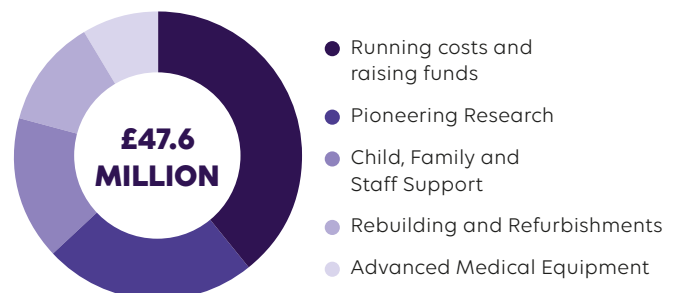 £47.6
MILLION
Running costs and
raising funds
Pioneering Research
Child, Family and
Staff Support
Rebuilding and Refurbishments
Advanced Medical Equipment